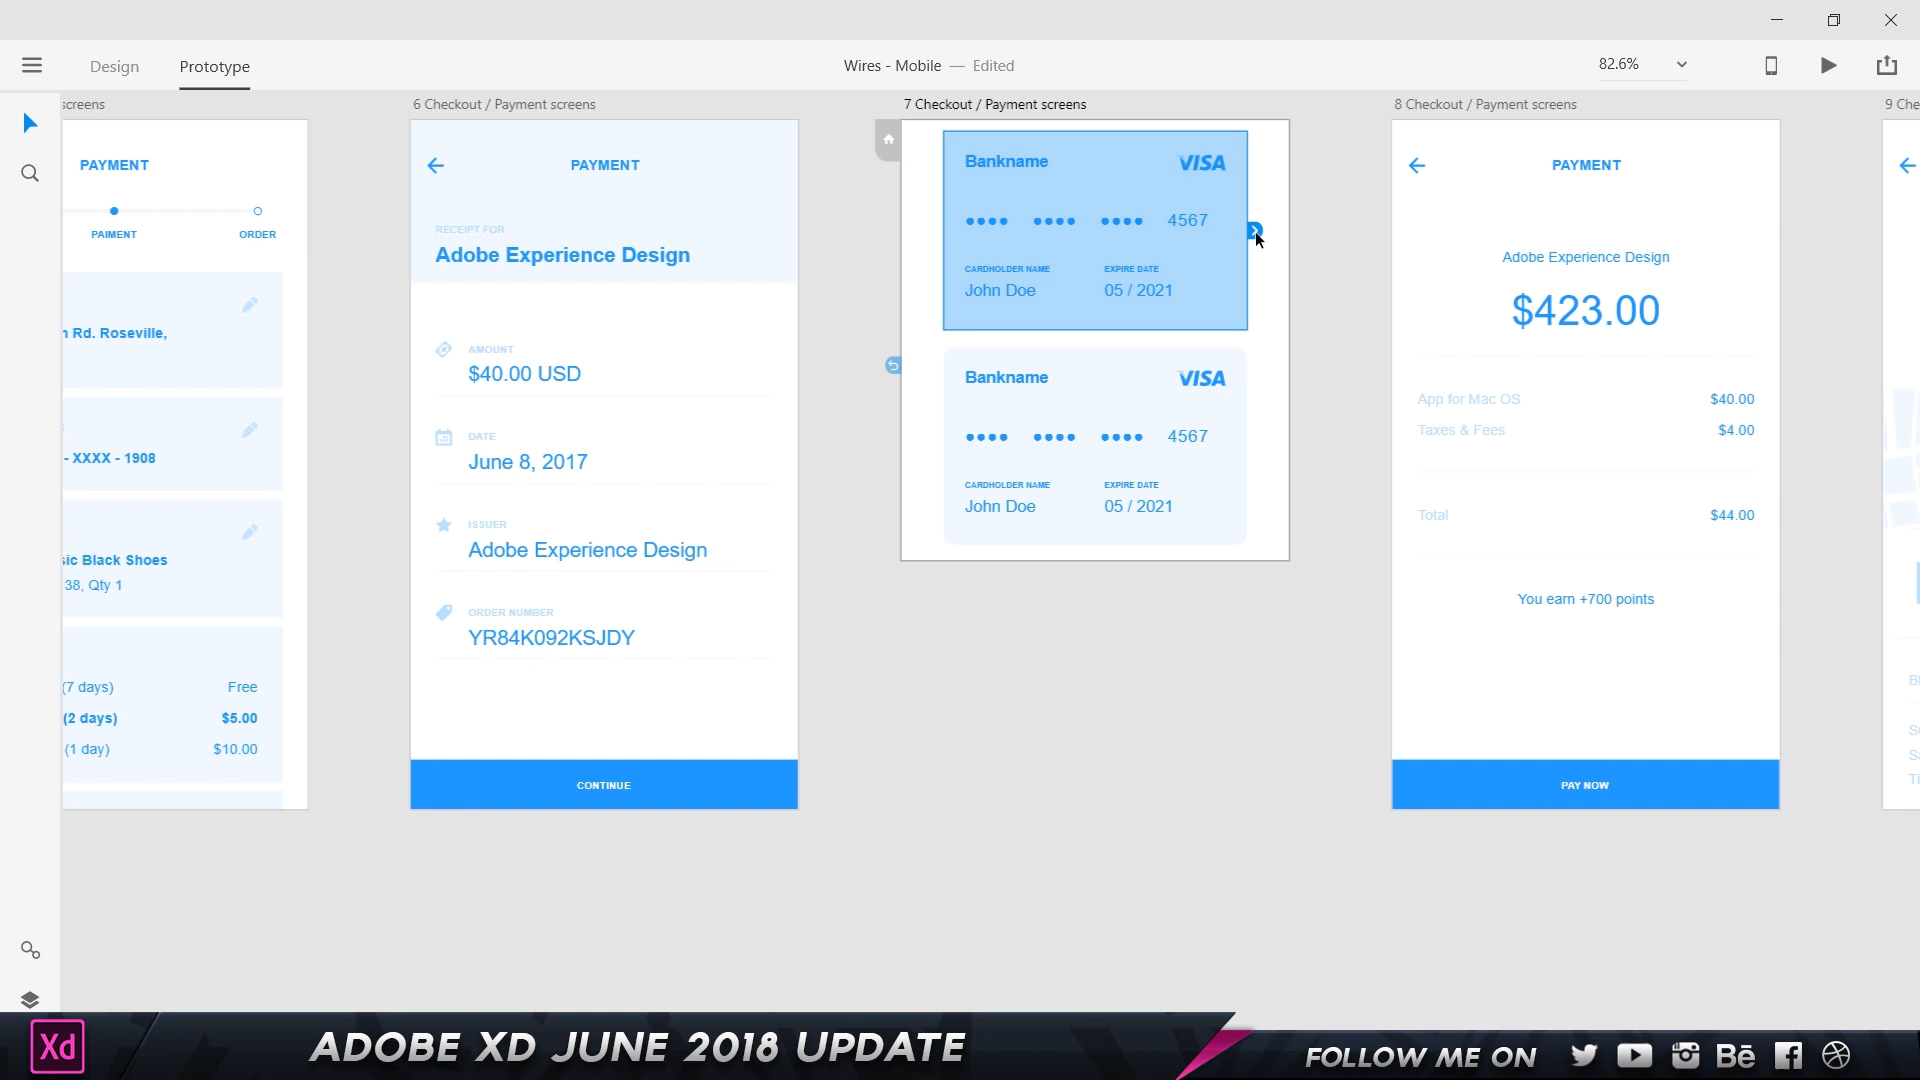 Design
Prototype
Wires - Mobile — Edited
82.6%
screens
PAYMENT
PAIMENT
ORDER
Rd. Roseville,
- XXXX - 1908
Black Shoes
38, Qty 1
(7 days) Free
(2 days) $5.00
(1 day) $10.00
6 Checkout / Payment screens
PAYMENT
RECEIPT FOR
Adobe Experience Design
AMOUNT
$40.00 USD
DATE
June 8, 2017
ISSUER
Adobe Experience Design
ORDER NUMBER
YR84K092KSJDY
CONTINUE
7 Checkout / Payment screens
Bankname VISA
•••• •••• •••• 4567
CARDHOLDER NAME EXPIRE DATE
John Doe 05 / 2021
Bankname VISA
•••• •••• •••• 4567
CARDHOLDER NAME EXPIRE DATE
John Doe 05 / 2021
8 Checkout / Payment screens
PAYMENT
Adobe Experience Design
$423.00
App for Mac OS $40.00
Taxes & Fees $4.00
Total $44.00
You earn +700 points
PAY NOW
9 Che
Xd
ADOBE XD JUNE 2018 UPDATE
FOLLOW ME ON
Bē